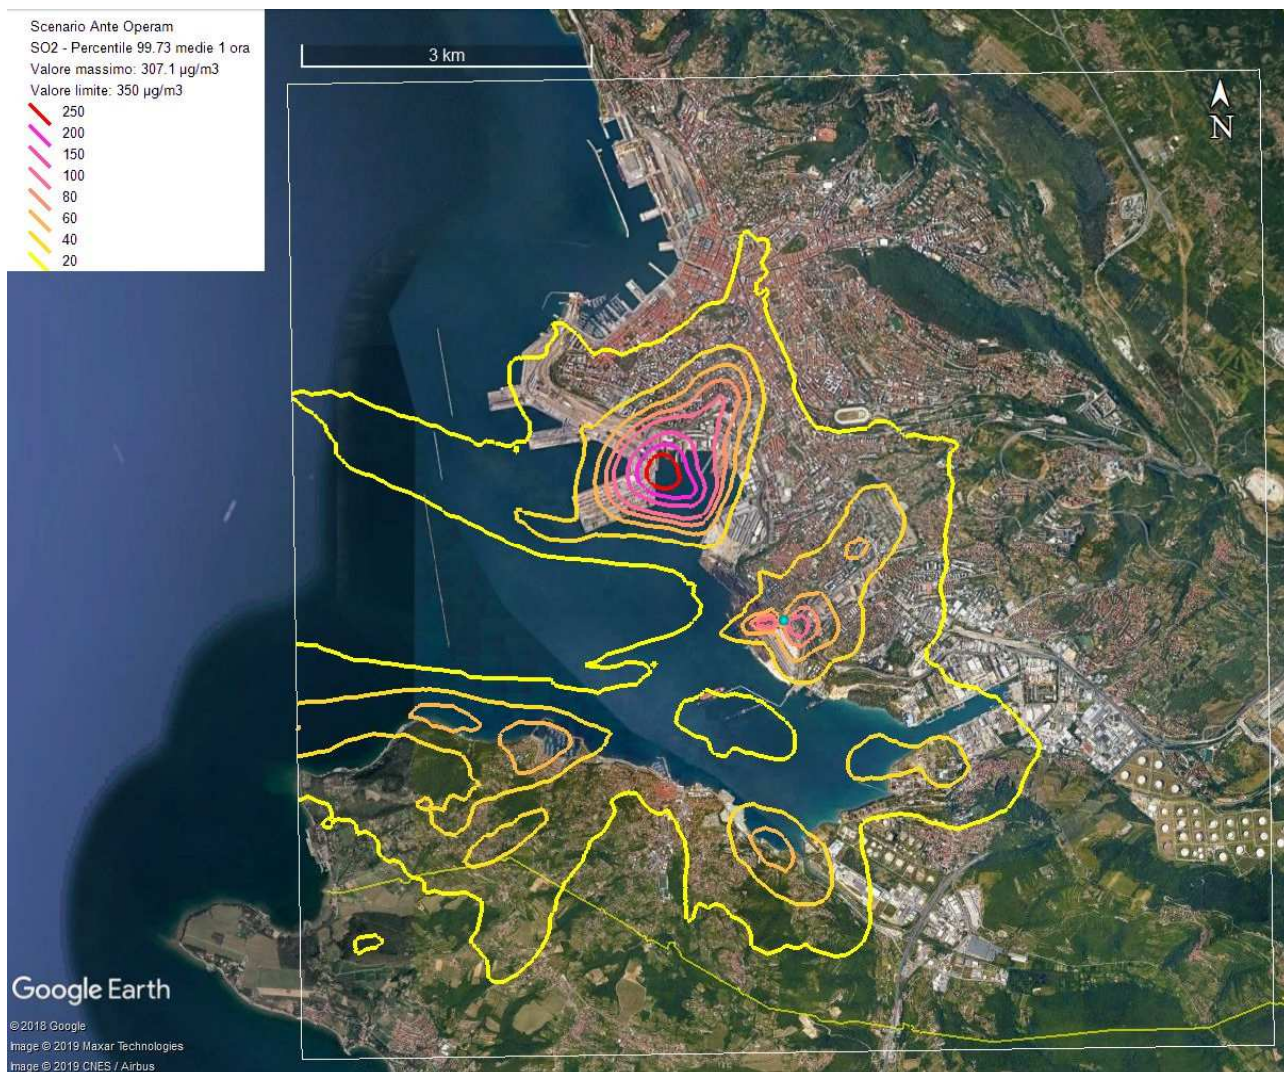 Scenario Ante Operam
SO2 - Percentile 99.73 medie 1 ora
Valore massimo: 307.1 µg/m3
Valore limite: 350 µg/m3
250
200
150
100
80
60
40
20
3 km
N
Google Earth
© 2018 Google
Image © 2019 Maxar Technologies
Image © 2019 CNES / Airbus